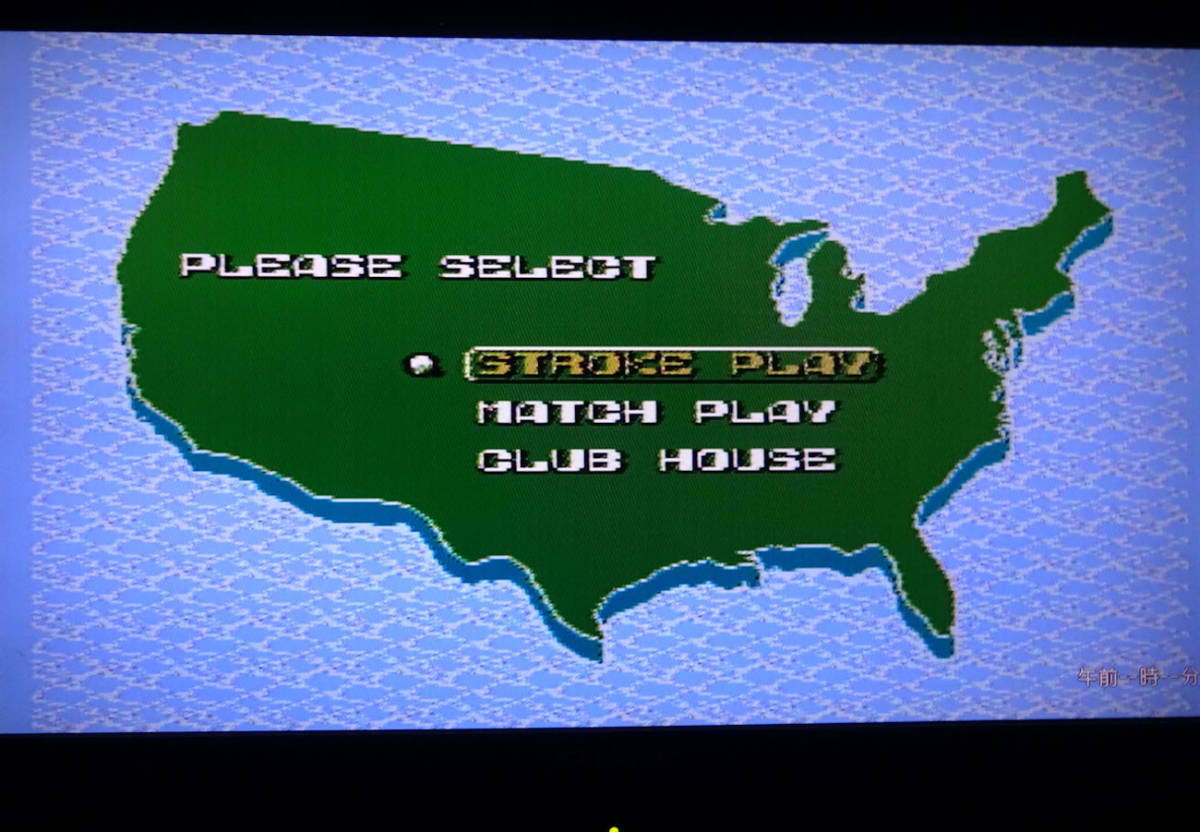 PLEASE SELECT
STROKE PLAY
MATCH PLAY
CLUB HOUSE
午前--時--分